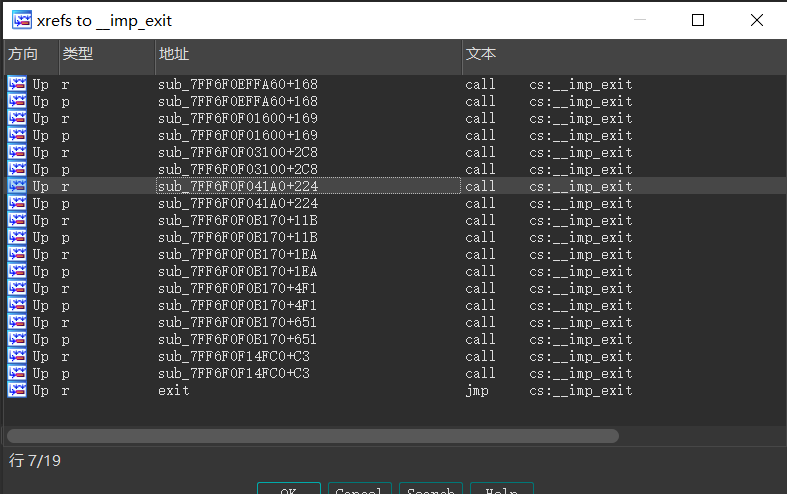 xrefs to __imp_exit
方向 类型 地址 文本
Up r sub_7FF6F0EFFA60+168 call cs:__imp_exit
Up p sub_7FF6F0EFFA60+168 call cs:__imp_exit
Up r sub_7FF6F0F01600+169 call cs:__imp_exit
Up p sub_7FF6F0F01600+169 call cs:__imp_exit
Up r sub_7FF6F0F03100+2C8 call cs:__imp_exit
Up p sub_7FF6F0F03100+2C8 call cs:__imp_exit
Up r sub_7FF6F0F041A0+224 call cs:__imp_exit
Up p sub_7FF6F0F041A0+224 call cs:__imp_exit
Up r sub_7FF6F0F0B170+11B call cs:__imp_exit
Up p sub_7FF6F0F0B170+11B call cs:__imp_exit
Up r sub_7FF6F0F0B170+1EA call cs:__imp_exit
Up p sub_7FF6F0F0B170+1EA call cs:__imp_exit
Up r sub_7FF6F0F0B170+4F1 call cs:__imp_exit
Up p sub_7FF6F0F0B170+4F1 call cs:__imp_exit
Up r sub_7FF6F0F0B170+651 call cs:__imp_exit
Up p sub_7FF6F0F0B170+651 call cs:__imp_exit
Up r sub_7FF6F0F14FC0+C3 call cs:__imp_exit
Up p sub_7FF6F0F14FC0+C3 call cs:__imp_exit
Up r exit jmp cs:__imp_exit
行 7/19
OK Cancel Search Help